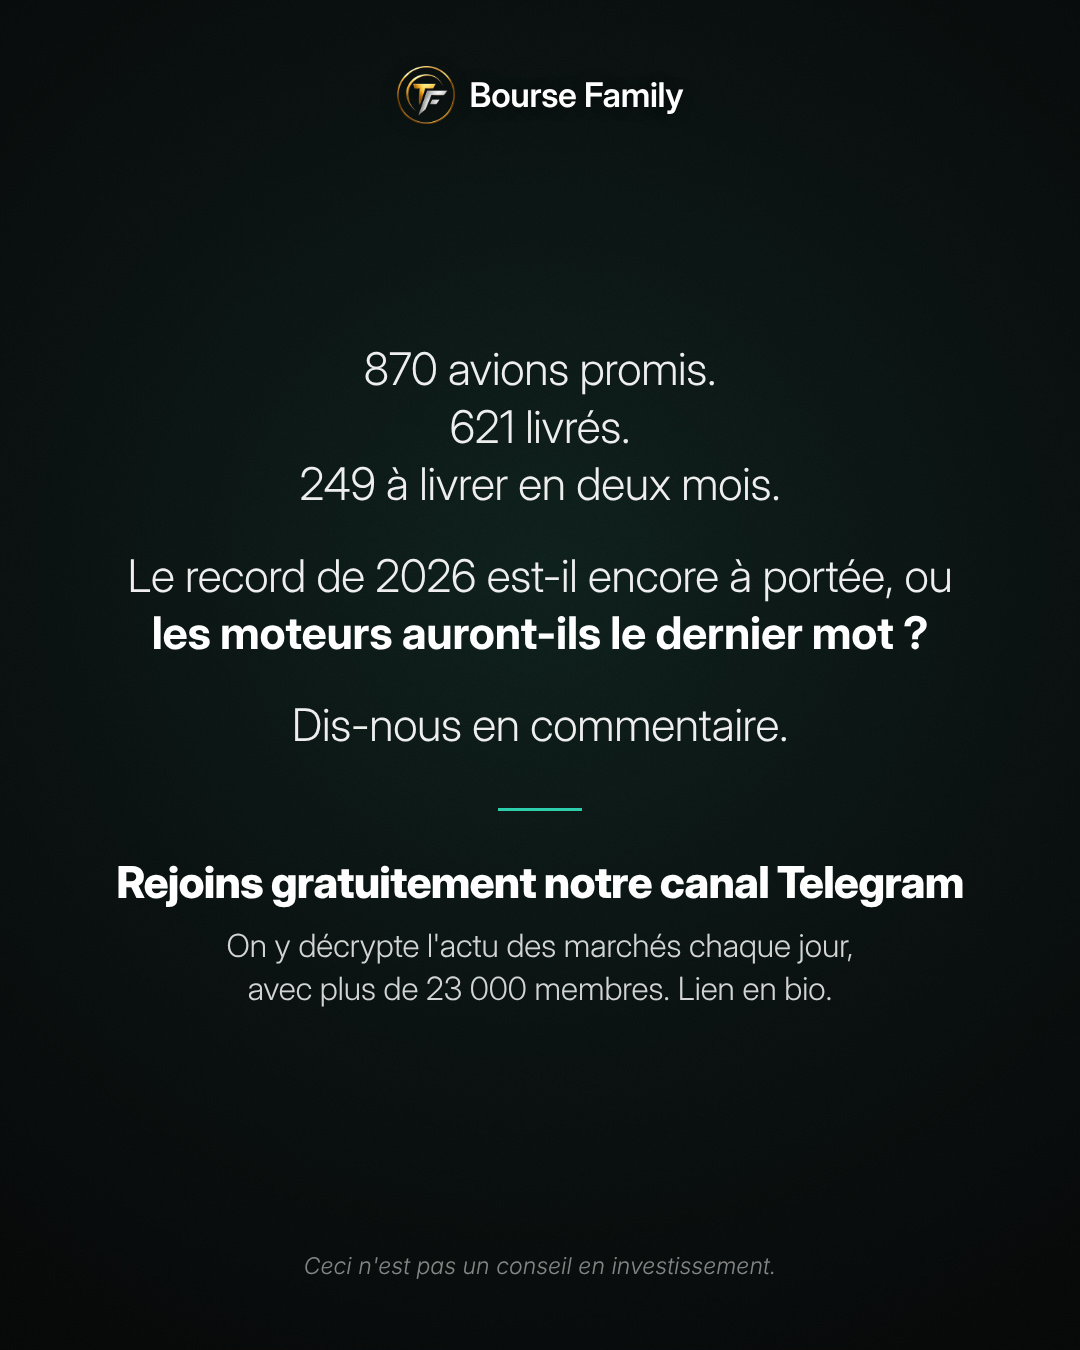 TF Bourse Family
870 avions promis.
621 livrés.
249 à livrer en deux mois.
Le record de 2026 est-il encore à portée, ou
les moteurs auront-ils le dernier mot ?
Dis-nous en commentaire.
Rejoins gratuitement notre canal Telegram
On y décrypte l'actu des marchés chaque jour,
avec plus de 23 000 membres. Lien en bio.
Ceci n'est pas un conseil en investissement.